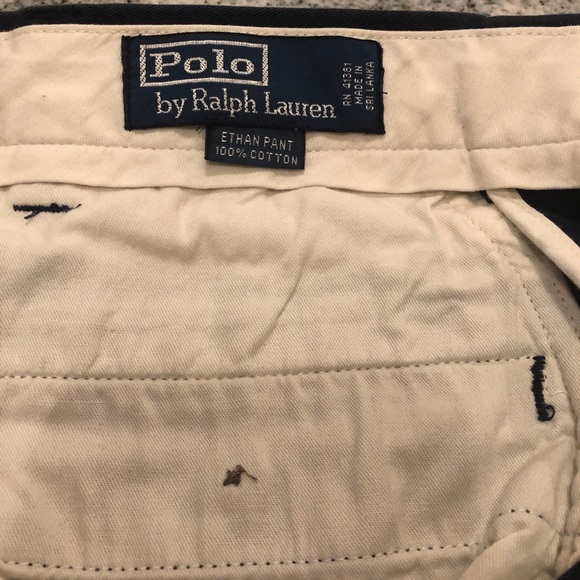 Polo
by Ralph Lauren
RN 41381
MADE IN
SRI LANKA
ETHAN PANT
100% COTTON